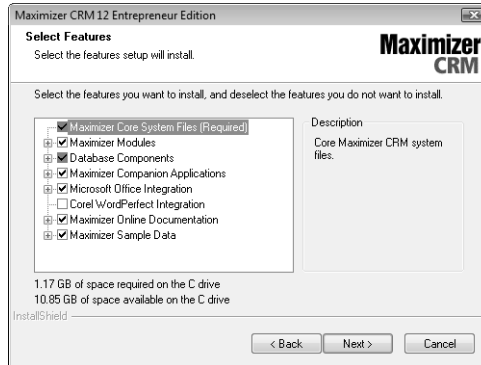 Maximizer CRM 12 Entrepreneur Edition
Select Features
Select the features setup will install.
Maximizer
CRM
Select the features you want to install, and deselect the features you do not want to install.
Maximizer Core System Files (Required)
Maximizer Modules
Database Components
Maximizer Companion Applications
Microsoft Office Integration
Corel WordPerfect Integration
Maximizer Online Documentation
Maximizer Sample Data
Description
Core Maximizer CRM system
files.
1.17 GB of space required on the C drive
10.85 GB of space available on the C drive
InstallShield
< Back
Next >
Cancel